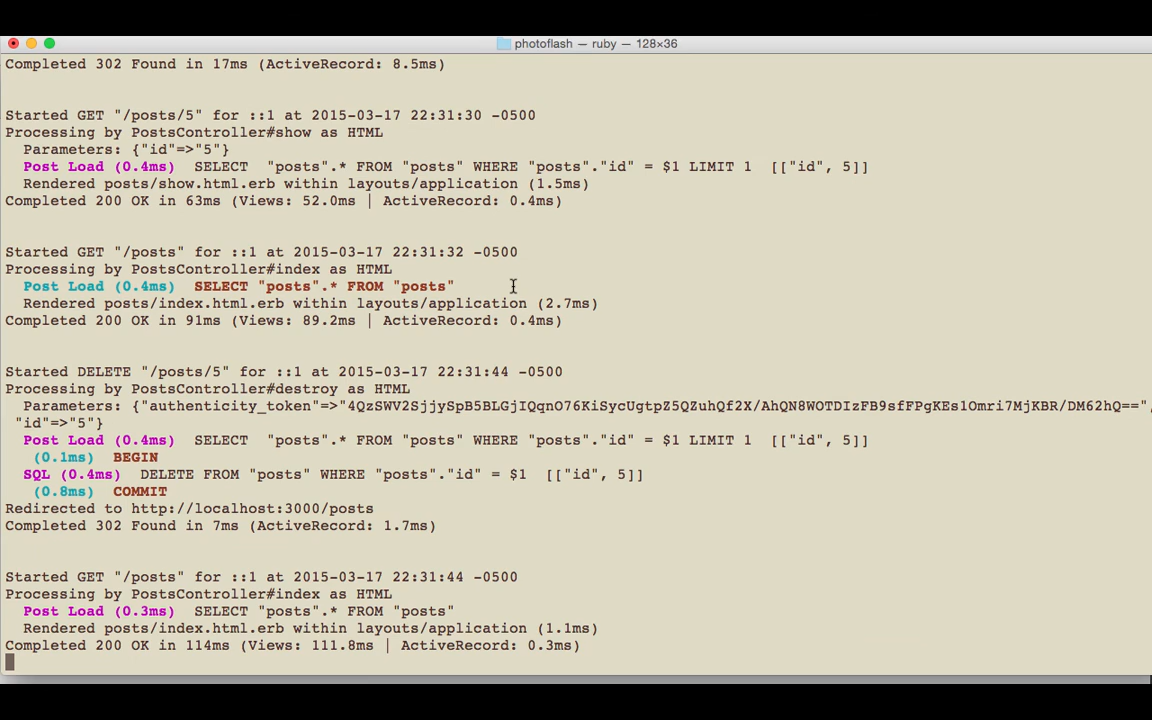 photoflash — ruby — 128×36
Completed 302 Found in 17ms (ActiveRecord: 8.5ms)
Started GET "/posts/5" for ::1 at 2015-03-17 22:31:30 -0500
Processing by PostsController#show as HTML
Parameters: {"id"=>"5"}
Post Load (0.4ms)  SELECT  "posts".* FROM "posts" WHERE "posts"."id" = $1 LIMIT 1  [["id", 5]]
Rendered posts/show.html.erb within layouts/application (1.5ms)
Completed 200 OK in 63ms (Views: 52.0ms | ActiveRecord: 0.4ms)
Started GET "/posts" for ::1 at 2015-03-17 22:31:32 -0500
Processing by PostsController#index as HTML
Post Load (0.4ms)  SELECT "posts".* FROM "posts"
Rendered posts/index.html.erb within layouts/application (2.7ms)
Completed 200 OK in 91ms (Views: 89.2ms | ActiveRecord: 0.4ms)
Started DELETE "/posts/5" for ::1 at 2015-03-17 22:31:44 -0500
Processing by PostsController#destroy as HTML
Parameters: {"authenticity_token"=>"4QzSWV2SjjySpB5BLGjIQqnO76KiSycUgtpZ5QZuhQf2X/AhQN8WOTDIzFB9sfFPgKEs1Omri7MjKBR/DM62hQ==",
"id"=>"5"}
Post Load (0.4ms)  SELECT  "posts".* FROM "posts" WHERE "posts"."id" = $1 LIMIT 1  [["id", 5]]
(0.1ms)  BEGIN
SQL (0.4ms)  DELETE FROM "posts" WHERE "posts"."id" = $1  [["id", 5]]
(0.8ms)  COMMIT
Redirected to http://localhost:3000/posts
Completed 302 Found in 7ms (ActiveRecord: 1.7ms)
Started GET "/posts" for ::1 at 2015-03-17 22:31:44 -0500
Processing by PostsController#index as HTML
Post Load (0.3ms)  SELECT "posts".* FROM "posts"
Rendered posts/index.html.erb within layouts/application (1.1ms)
Completed 200 OK in 114ms (Views: 111.8ms | ActiveRecord: 0.3ms)